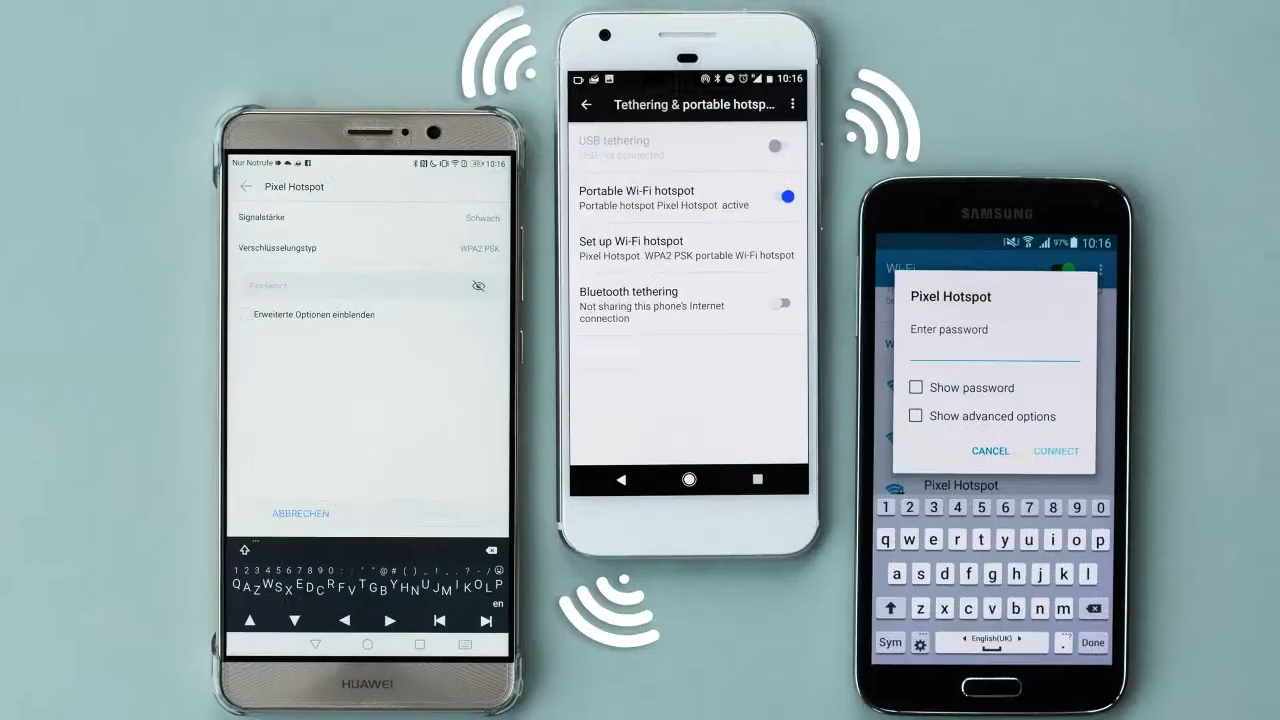 Nur Notrufe
10:16
Pixel Hotspot
Signalstärke
Schwach
Verschlüsselungstyp
WPA2 PSK
Passwort
Erweiterte Optionen einblenden
ABBRECHEN
1 2 3 4 5 6 7 8 9 0 : ; ' " @ # ( ) _ ! . , ? - /
Q A Z W S X E D C R F V T G B Y H N U J M I K O L P
en
HUAWEI
10:16
Tethering & portable hotsp...
USB tethering
USB not connected
Portable Wi-Fi hotspot
Portable hotspot Pixel Hotspot active
Set up Wi-Fi hotspot
Pixel Hotspot WPA2 PSK portable Wi-Fi hotspot
Bluetooth tethering
Not sharing this phone's Internet
connection
SAMSUNG
97% 10:16
Wi-Fi
Pixel Hotspot
Enter password
Show password
Show advanced options
CANCEL CONNECT
Pixel Hotspot
1 2 3 4 5 6 7 8 9 0
q w e r t y u i o p
a s d f g h j k l
z x c v b n m
Sym English(UK) . Done